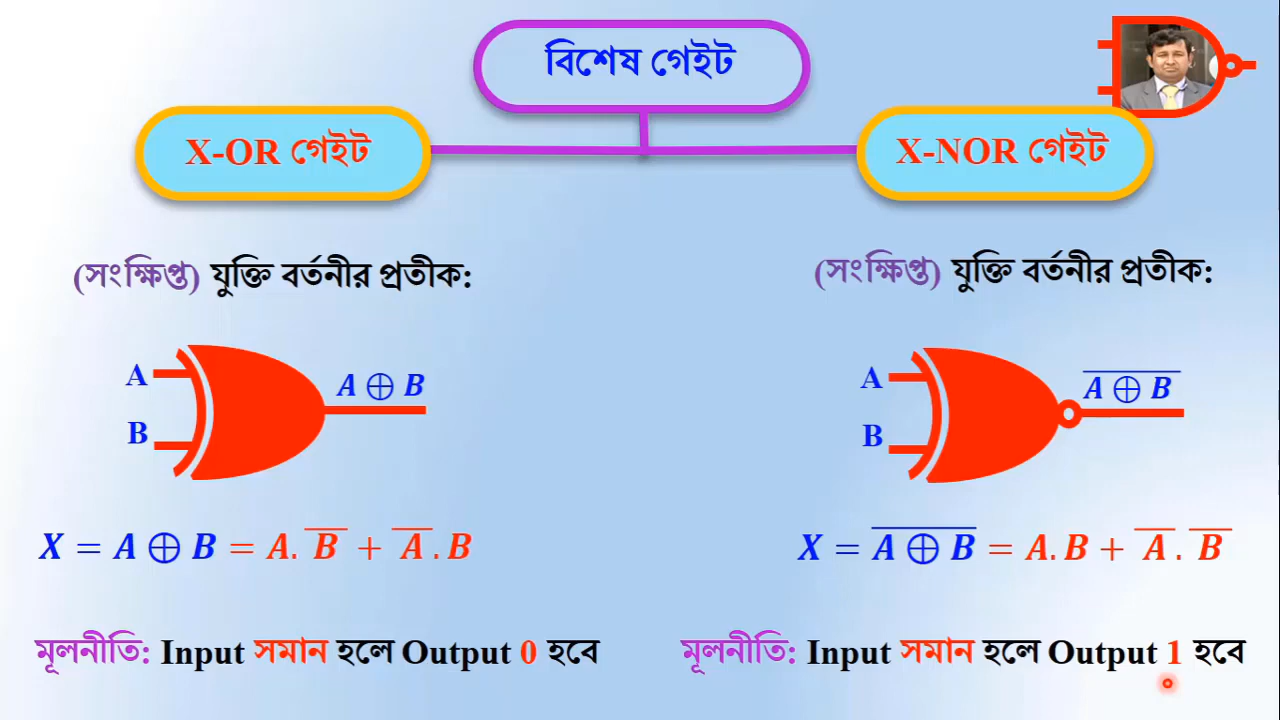 বিশেষ গেইট
X-OR গেইট
X-NOR গেইট
(সংক্ষিপ্ত) যুক্তি বর্তনীর প্রতীক:
A
B
A ⊕ B
X = A ⊕ B = A. B̅ + A̅ . B
মূলনীতি: Input সমান হলে Output 0 হবে
(সংক্ষিপ্ত) যুক্তি বর্তনীর প্রতীক:
A
B
A̅ ⊕̅ B̅
X = A̅ ⊕̅ B̅ = A. B + A̅ . B̅
মূলনীতি: Input সমান হলে Output 1 হবে